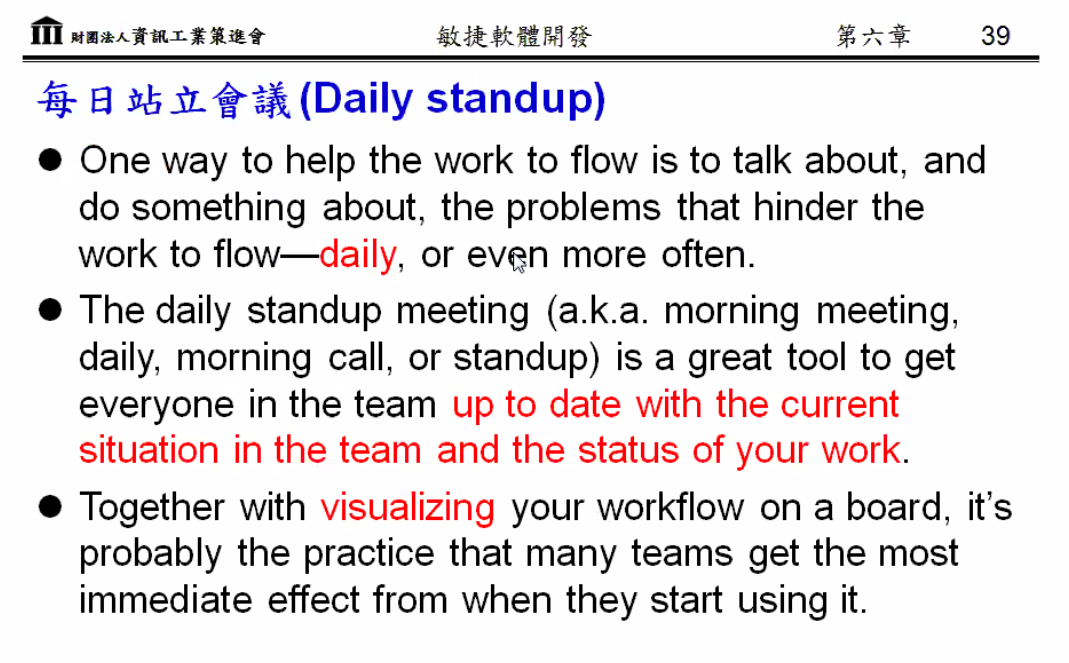 財團法人資訊工業策進會 敏捷軟體開發 第六章 39
每日站立會議(Daily standup)
● One way to help the work to flow is to talk about, and
do something about, the problems that hinder the
work to flow—daily, or even more often.
● The daily standup meeting (a.k.a. morning meeting,
daily, morning call, or standup) is a great tool to get
everyone in the team up to date with the current
situation in the team and the status of your work.
● Together with visualizing your workflow on a board, it’s
probably the practice that many teams get the most
immediate effect from when they start using it.